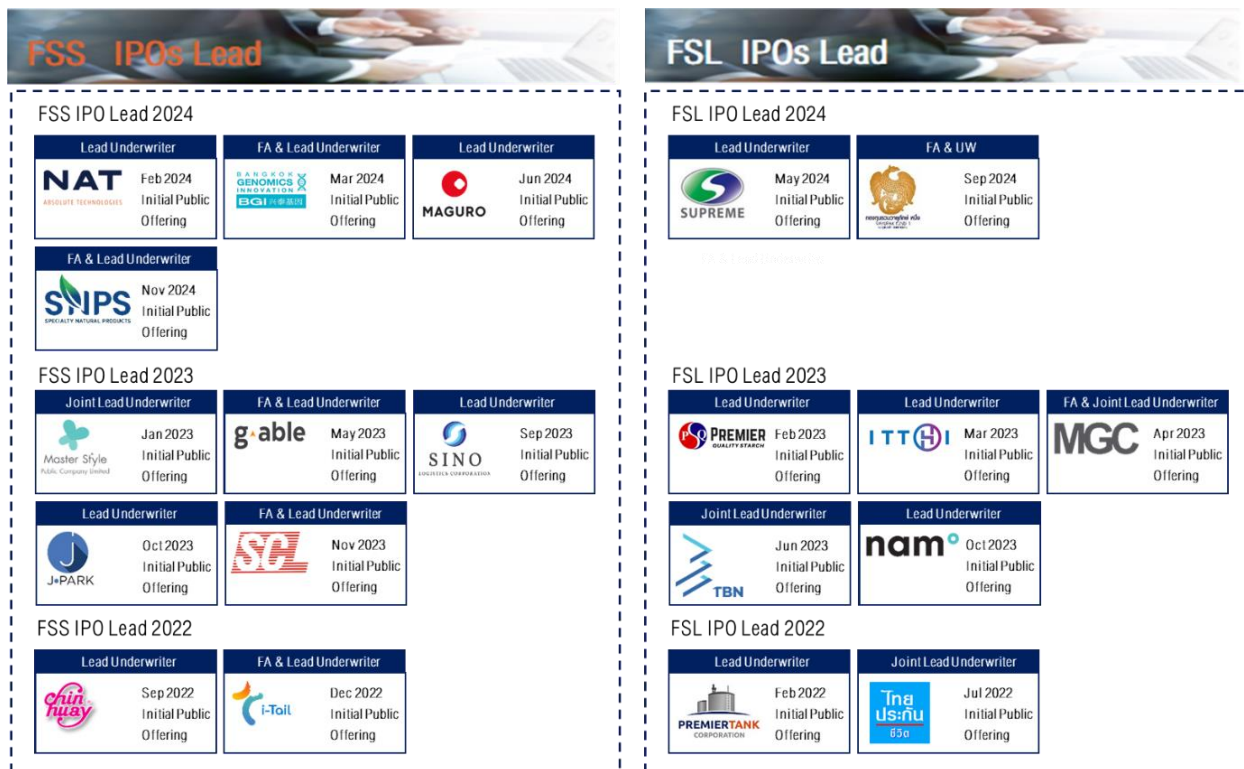 FSS IPOs Lead
FSS IPO Lead 2024
Lead Underwriter
NAT
ABSOLUTE TECHNOLOGIES
Feb 2024
Initial Public
Offering
FA & Lead Underwriter
BANGKOK
GENOMICS
INNOVATION
BGI
Mar 2024
Initial Public
Offering
Lead Underwriter
MAGURO
Jun 2024
Initial Public
Offering
FA & Lead Underwriter
SNPS
SPECIALTY NATURAL PRODUCTS
Nov 2024
Initial Public
Offering
FSS IPO Lead 2023
Joint Lead Underwriter
Master Style
Public Company Limited
Jan 2023
Initial Public
Offering
FA & Lead Underwriter
g-able
May 2023
Initial Public
Offering
Lead Underwriter
SINO
LOGISTICS CORPORATION
Sep 2023
Initial Public
Offering
Lead Underwriter
J
J•PARK
Oct 2023
Initial Public
Offering
FA & Lead Underwriter
SCL
Nov 2023
Initial Public
Offering
FSS IPO Lead 2022
Lead Underwriter
chin
huay
Sep 2022
Initial Public
Offering
FA & Lead Underwriter
i-Tail
Dec 2022
Initial Public
Offering
FSL IPOs Lead
FSL IPO Lead 2024
Lead Underwriter
SUPREME
May 2024
Initial Public
Offering
FA & UW
Sep 2024
Initial Public
Offering
FA & Lead Underwriter
FSL IPO Lead 2023
Lead Underwriter
PSQ PREMIER
QUALITY STARCH
Feb 2023
Initial Public
Offering
Lead Underwriter
ITTHI
Mar 2023
Initial Public
Offering
FA & Joint Lead Underwriter
MGC
Apr 2023
Initial Public
Offering
Joint Lead Underwriter
TBN
Jun 2023
Initial Public
Offering
Lead Underwriter
nam
Oct 2023
Initial Public
Offering
FSL IPO Lead 2022
Lead Underwriter
PREMIERTANK
CORPORATION
Feb 2022
Initial Public
Offering
Joint Lead Underwriter
ไทย
ประกัน
ชีวิต
Jul 2022
Initial Public
Offering